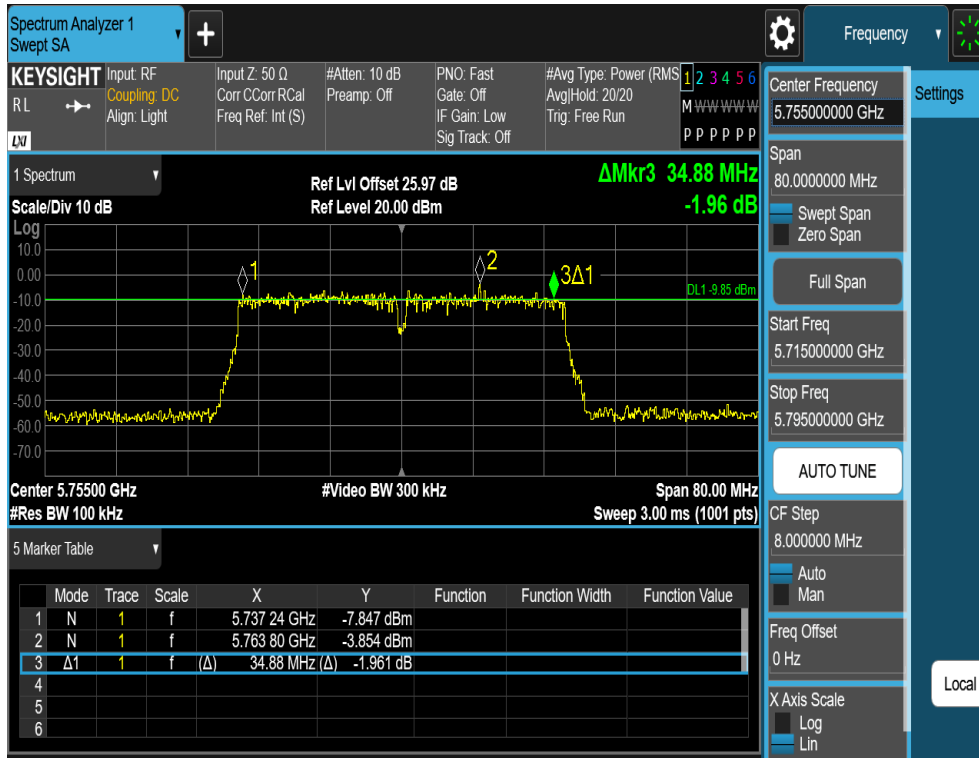 Spectrum Analyzer 1
Swept SA
+
Frequency
KEYSIGHT
RL
LXI
Input: RF
Coupling: DC
Align: Light
Input Z: 50 Ω
Corr CCorr RCal
Freq Ref: Int (S)
#Atten: 10 dB
Preamp: Off
PNO: Fast
Gate: Off
IF Gain: Low
Sig Track: Off
#Avg Type: Power (RMS
Avg|Hold: 20/20
Trig: Free Run
1 2 3 4 5 6
M W W W W W
P P P P P P
1 Spectrum
Scale/Div 10 dB
Ref Lvl Offset 25.97 dB
Ref Level 20.00 dBm
ΔMkr3 34.88 MHz
-1.96 dB
Log
10.0
0.00
-10.0
-20.0
-30.0
-40.0
-50.0
-60.0
-70.0
1
2
3Δ1
DL1 -9.85 dBm
Center 5.75500 GHz
#Video BW 300 kHz
Span 80.00 MHz
#Res BW 100 kHz
Sweep 3.00 ms (1001 pts)
5 Marker Table
Mode Trace Scale X Y Function Function Width Function Value
1 N 1 f 5.737 24 GHz -7.847 dBm
2 N 1 f 5.763 80 GHz -3.854 dBm
3 Δ1 1 f (Δ) 34.88 MHz (Δ) -1.961 dB
4
5
6
Center Frequency
5.755000000 GHz
Span
80.0000000 MHz
Swept Span
Zero Span
Full Span
Start Freq
5.715000000 GHz
Stop Freq
5.795000000 GHz
AUTO TUNE
CF Step
8.000000 MHz
Auto
Man
Freq Offset
0 Hz
X Axis Scale
Log
Lin
Settings
Local